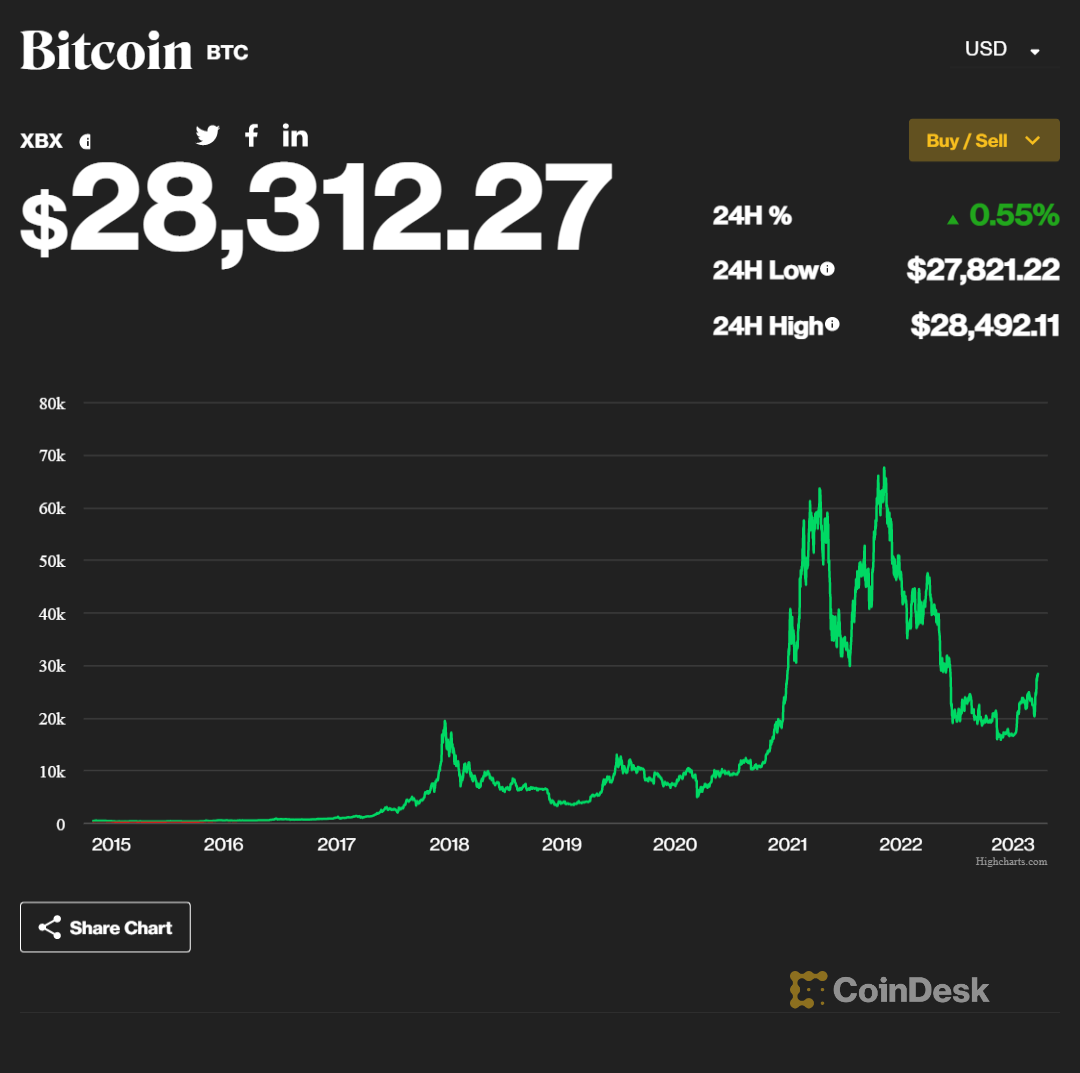 Bitcoin BTC
USD
XBX
Buy / Sell
$28,312.27
24H % 0.55%
24H Low $27,821.22
24H High $28,492.11
80k
70k
60k
50k
40k
30k
20k
10k
0
2015 2016 2017 2018 2019 2020 2021 2022 2023
Highcharts.com
Share Chart
CoinDesk